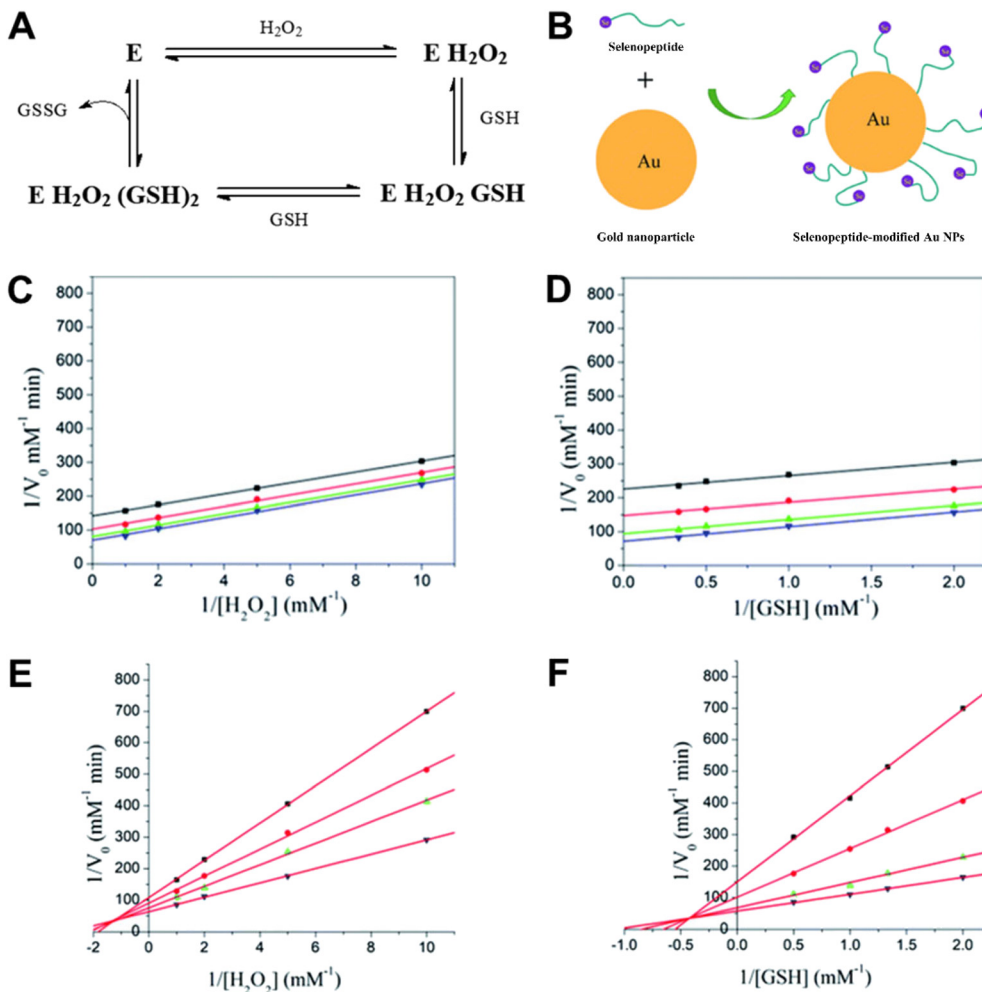 A
H₂O₂
E
E H₂O₂
GSSG
GSH
E H₂O₂ (GSH)₂
E H₂O₂ GSH
GSH
B
Se
Selenopeptide
+
Au
Gold nanoparticle
Au
Selenopeptide-modified Au NPs
C
800
700
600
500
400
300
200
100
0
0 2 4 6 8 10
1/V₀ mM⁻¹ min)
1/[H₂O₂] (mM⁻¹)
D
800
700
600
500
400
300
200
100
0
0.0 0.5 1.0 1.5 2.0
1/V₀ (mM⁻¹ min)
1/[GSH] (mM⁻¹)
E
800
700
600
500
400
300
200
100
0
-2 0 2 4 6 8 10
1/V₀ (mM⁻¹ min)
1/[H₂O₂] (mM⁻¹)
F
800
700
600
500
400
300
200
100
0
-1.0 -0.5 0.0 0.5 1.0 1.5 2.0
1/V₀ (mM⁻¹ min)
1/[GSH] (mM⁻¹)